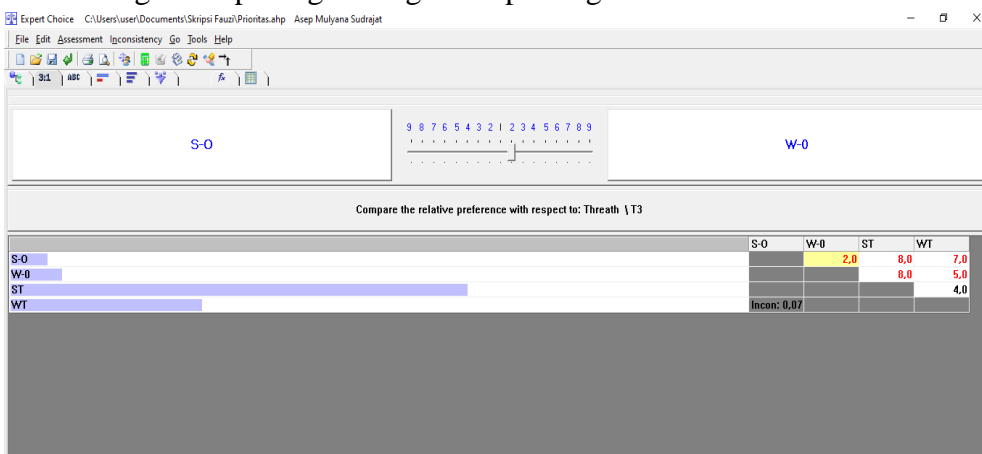 Expert Choice C:\Users\user\Documents\Skripsi Fauzi\Prioritas.ahp Asep Mulyana Sudrajat
File Edit Assessment Inconsistency Go Tools Help
3:1 ABC fx
9 8 7 6 5 4 3 2 1 2 3 4 5 6 7 8 9
S-O W-0
Compare the relative preference with respect to: Threath \ T3
S-O W-0 ST WT
S-O 2,0 8,0 7,0
W-0 8,0 5,0
ST 4,0
WT Incon: 0,07